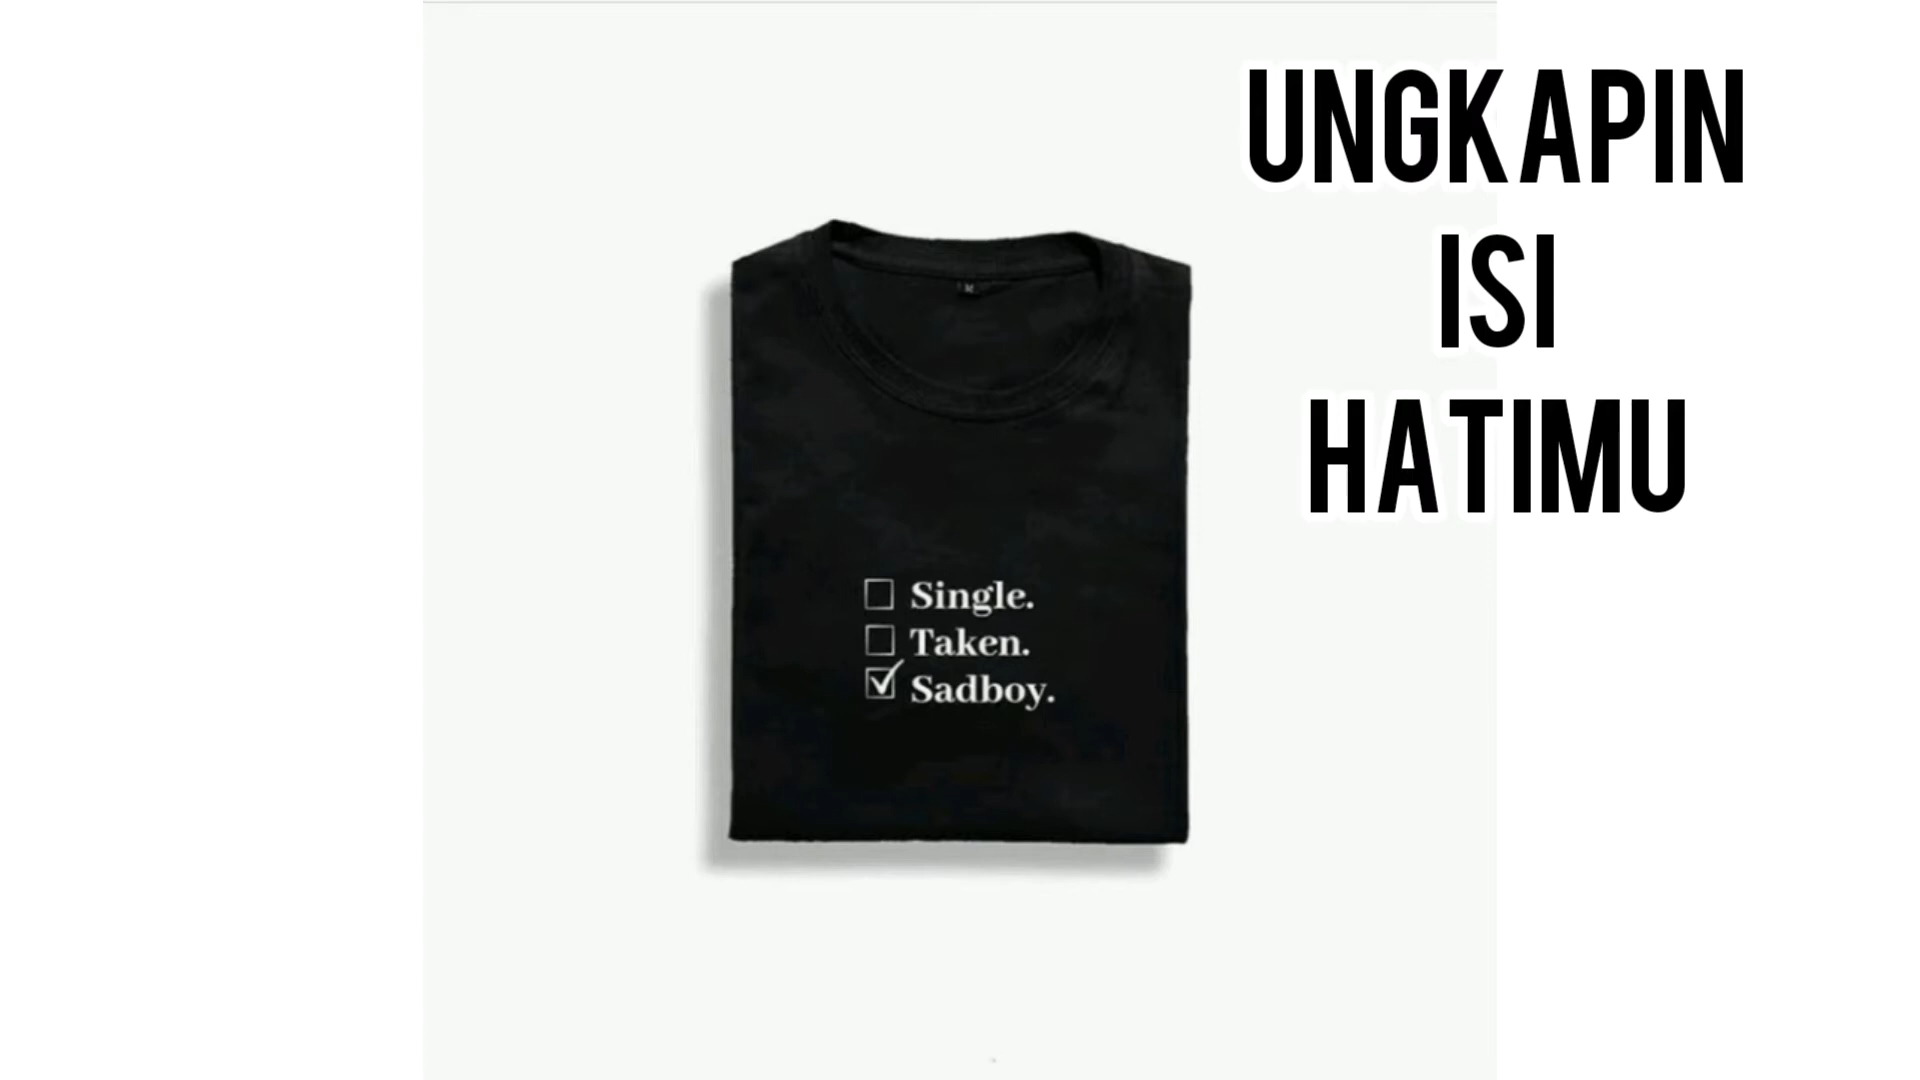 UNGKAPIN
ISI
HATIMU
Single.
Taken.
Sadboy.